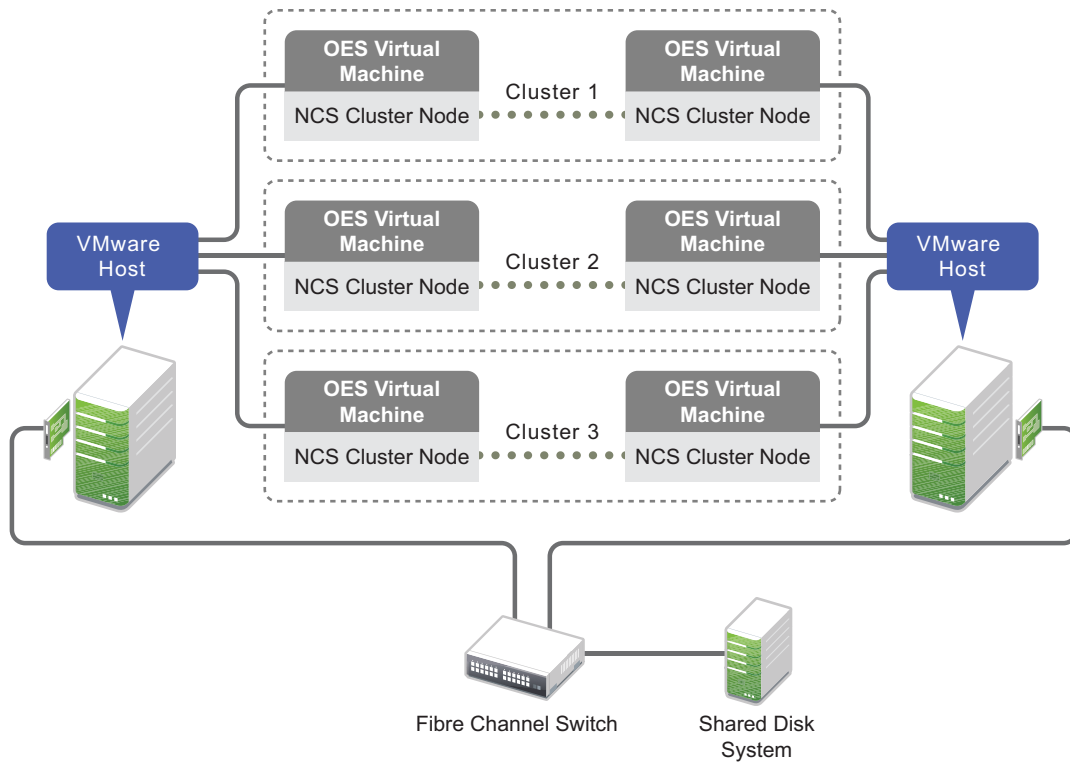 OES Virtual
Machine
NCS Cluster Node
Cluster 1
OES Virtual
Machine
NCS Cluster Node
VMware
Host
OES Virtual
Machine
NCS Cluster Node
Cluster 2
OES Virtual
Machine
NCS Cluster Node
VMware
Host
OES Virtual
Machine
NCS Cluster Node
Cluster 3
OES Virtual
Machine
NCS Cluster Node
Fibre Channel Switch
Shared Disk
System